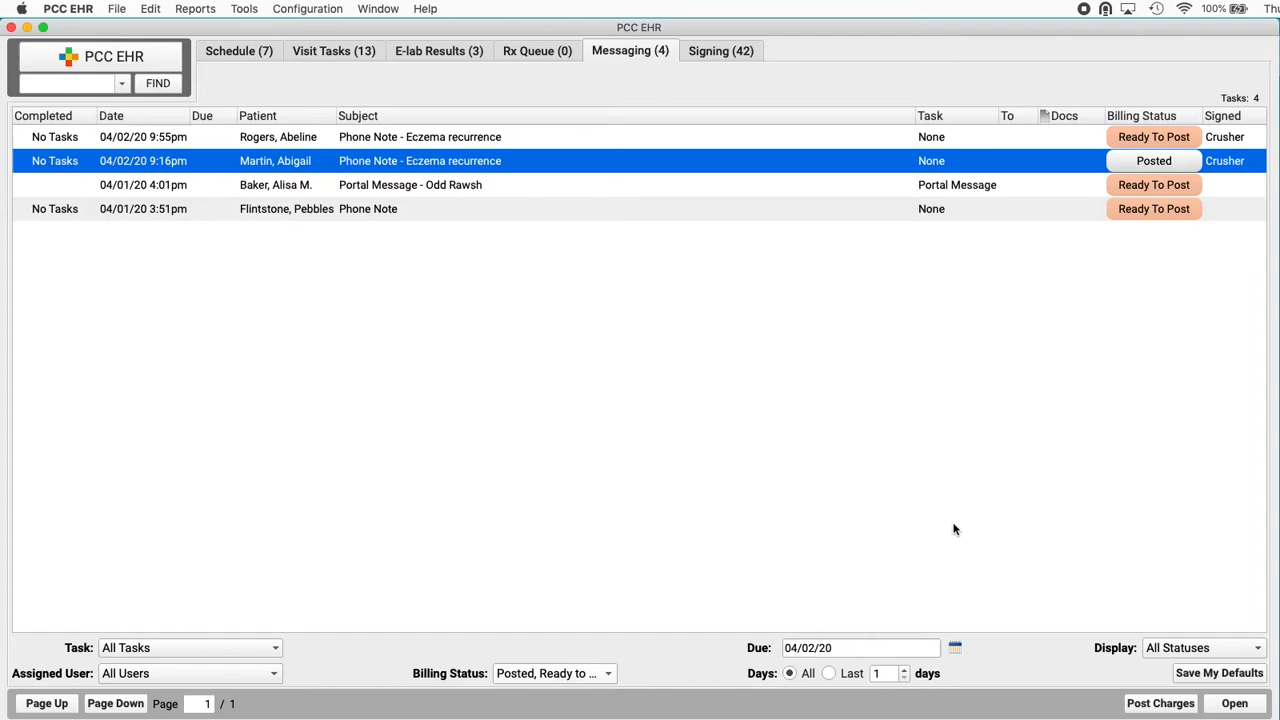 PCC EHR File Edit Reports Tools Configuration Window Help 100% Thu
PCC EHR
PCC EHR
FIND
Schedule (7) Visit Tasks (13) E-lab Results (3) Rx Queue (0) Messaging (4) Signing (42)
Tasks: 4
Completed Date Due Patient Subject Task To Docs Billing Status Signed
No Tasks 04/02/20 9:55pm Rogers, Abeline Phone Note - Eczema recurrence None Ready To Post Crusher
No Tasks 04/02/20 9:16pm Martin, Abigail Phone Note - Eczema recurrence None Posted Crusher
04/01/20 4:01pm Baker, Alisa M. Portal Message - Odd Rawsh Portal Message Ready To Post
No Tasks 04/01/20 3:51pm Flintstone, Pebbles Phone Note None Ready To Post
Task: All Tasks Due: 04/02/20 Display: All Statuses
Assigned User: All Users Billing Status: Posted, Ready to ... Days: All Last 1 days Save My Defaults
Page Up Page Down Page 1 / 1 Post Charges Open